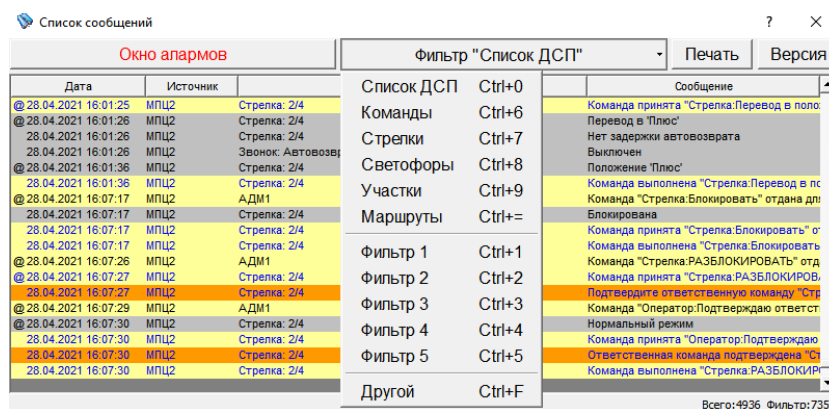 Список сообщений ? ×
Окно алармов Фильтр "Список ДСП" Печать Версия
Дата Источник Сообщение
@ 28.04.2021 16:01:25 МПЦ2 Стрелка: 2/4 Команда принята "Стрелка:Перевод в поло
@ 28.04.2021 16:01:26 МПЦ2 Стрелка: 2/4 Перевод в 'Плюс'
28.04.2021 16:01:26 МПЦ2 Стрелка: 2/4 Нет задержки автовозврата
28.04.2021 16:01:26 МПЦ2 Звонок: Автовозвр Выключен
@ 28.04.2021 16:01:36 МПЦ2 Стрелка: 2/4 Положение 'Плюс'
28.04.2021 16:01:36 МПЦ2 Стрелка: 2/4 Команда выполнена "Стрелка:Перевод в по
@ 28.04.2021 16:07:17 МПЦ2 АДМ1 Команда "Стрелка:Блокировать" отдана для
28.04.2021 16:07:17 МПЦ2 Стрелка: 2/4 Блокирована
28.04.2021 16:07:17 МПЦ2 Стрелка: 2/4 Команда принята "Стрелка:Блокировать" от
28.04.2021 16:07:17 МПЦ2 Стрелка: 2/4 Команда выполнена "Стрелка:Блокировать
@ 28.04.2021 16:07:26 МПЦ2 АДМ1 Команда "Стрелка:РАЗБЛОКИРОВАТЬ" отд
@ 28.04.2021 16:07:27 МПЦ2 Стрелка: 2/4 Команда принята "Стрелка:РАЗБЛОКИРОВА
28.04.2021 16:07:27 МПЦ2 Стрелка: 2/4 Подтвердите ответственную команду "Стр
@ 28.04.2021 16:07:29 МПЦ2 АДМ1 Команда "Оператор:Подтверждаю ответст
@ 28.04.2021 16:07:30 МПЦ2 Стрелка: 2/4 Нормальный режим
28.04.2021 16:07:30 МПЦ2 Стрелка: 2/4 Команда принята "Оператор:Подтверждаю
28.04.2021 16:07:30 МПЦ2 Стрелка: 2/4 Ответственная команда подтверждена "Ст
28.04.2021 16:07:30 МПЦ2 Стрелка: 2/4 Команда выполнена "Стрелка:РАЗБЛОКИР
Список ДСП Ctrl+0
Команды Ctrl+6
Стрелки Ctrl+7
Светофоры Ctrl+8
Участки Ctrl+9
Маршруты Ctrl+=
Фильтр 1 Ctrl+1
Фильтр 2 Ctrl+2
Фильтр 3 Ctrl+3
Фильтр 4 Ctrl+4
Фильтр 5 Ctrl+5
Другой Ctrl+F
Всего:4936 Фильтр:735